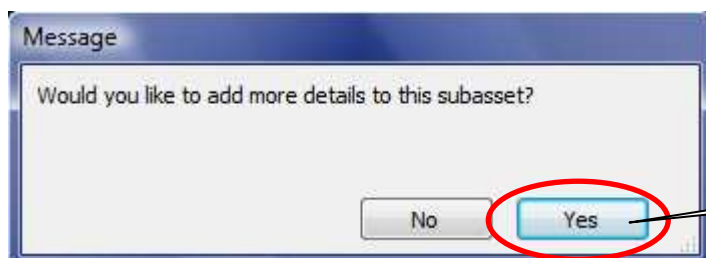 Message
Would you like to add more details to this subasset?
No
Yes